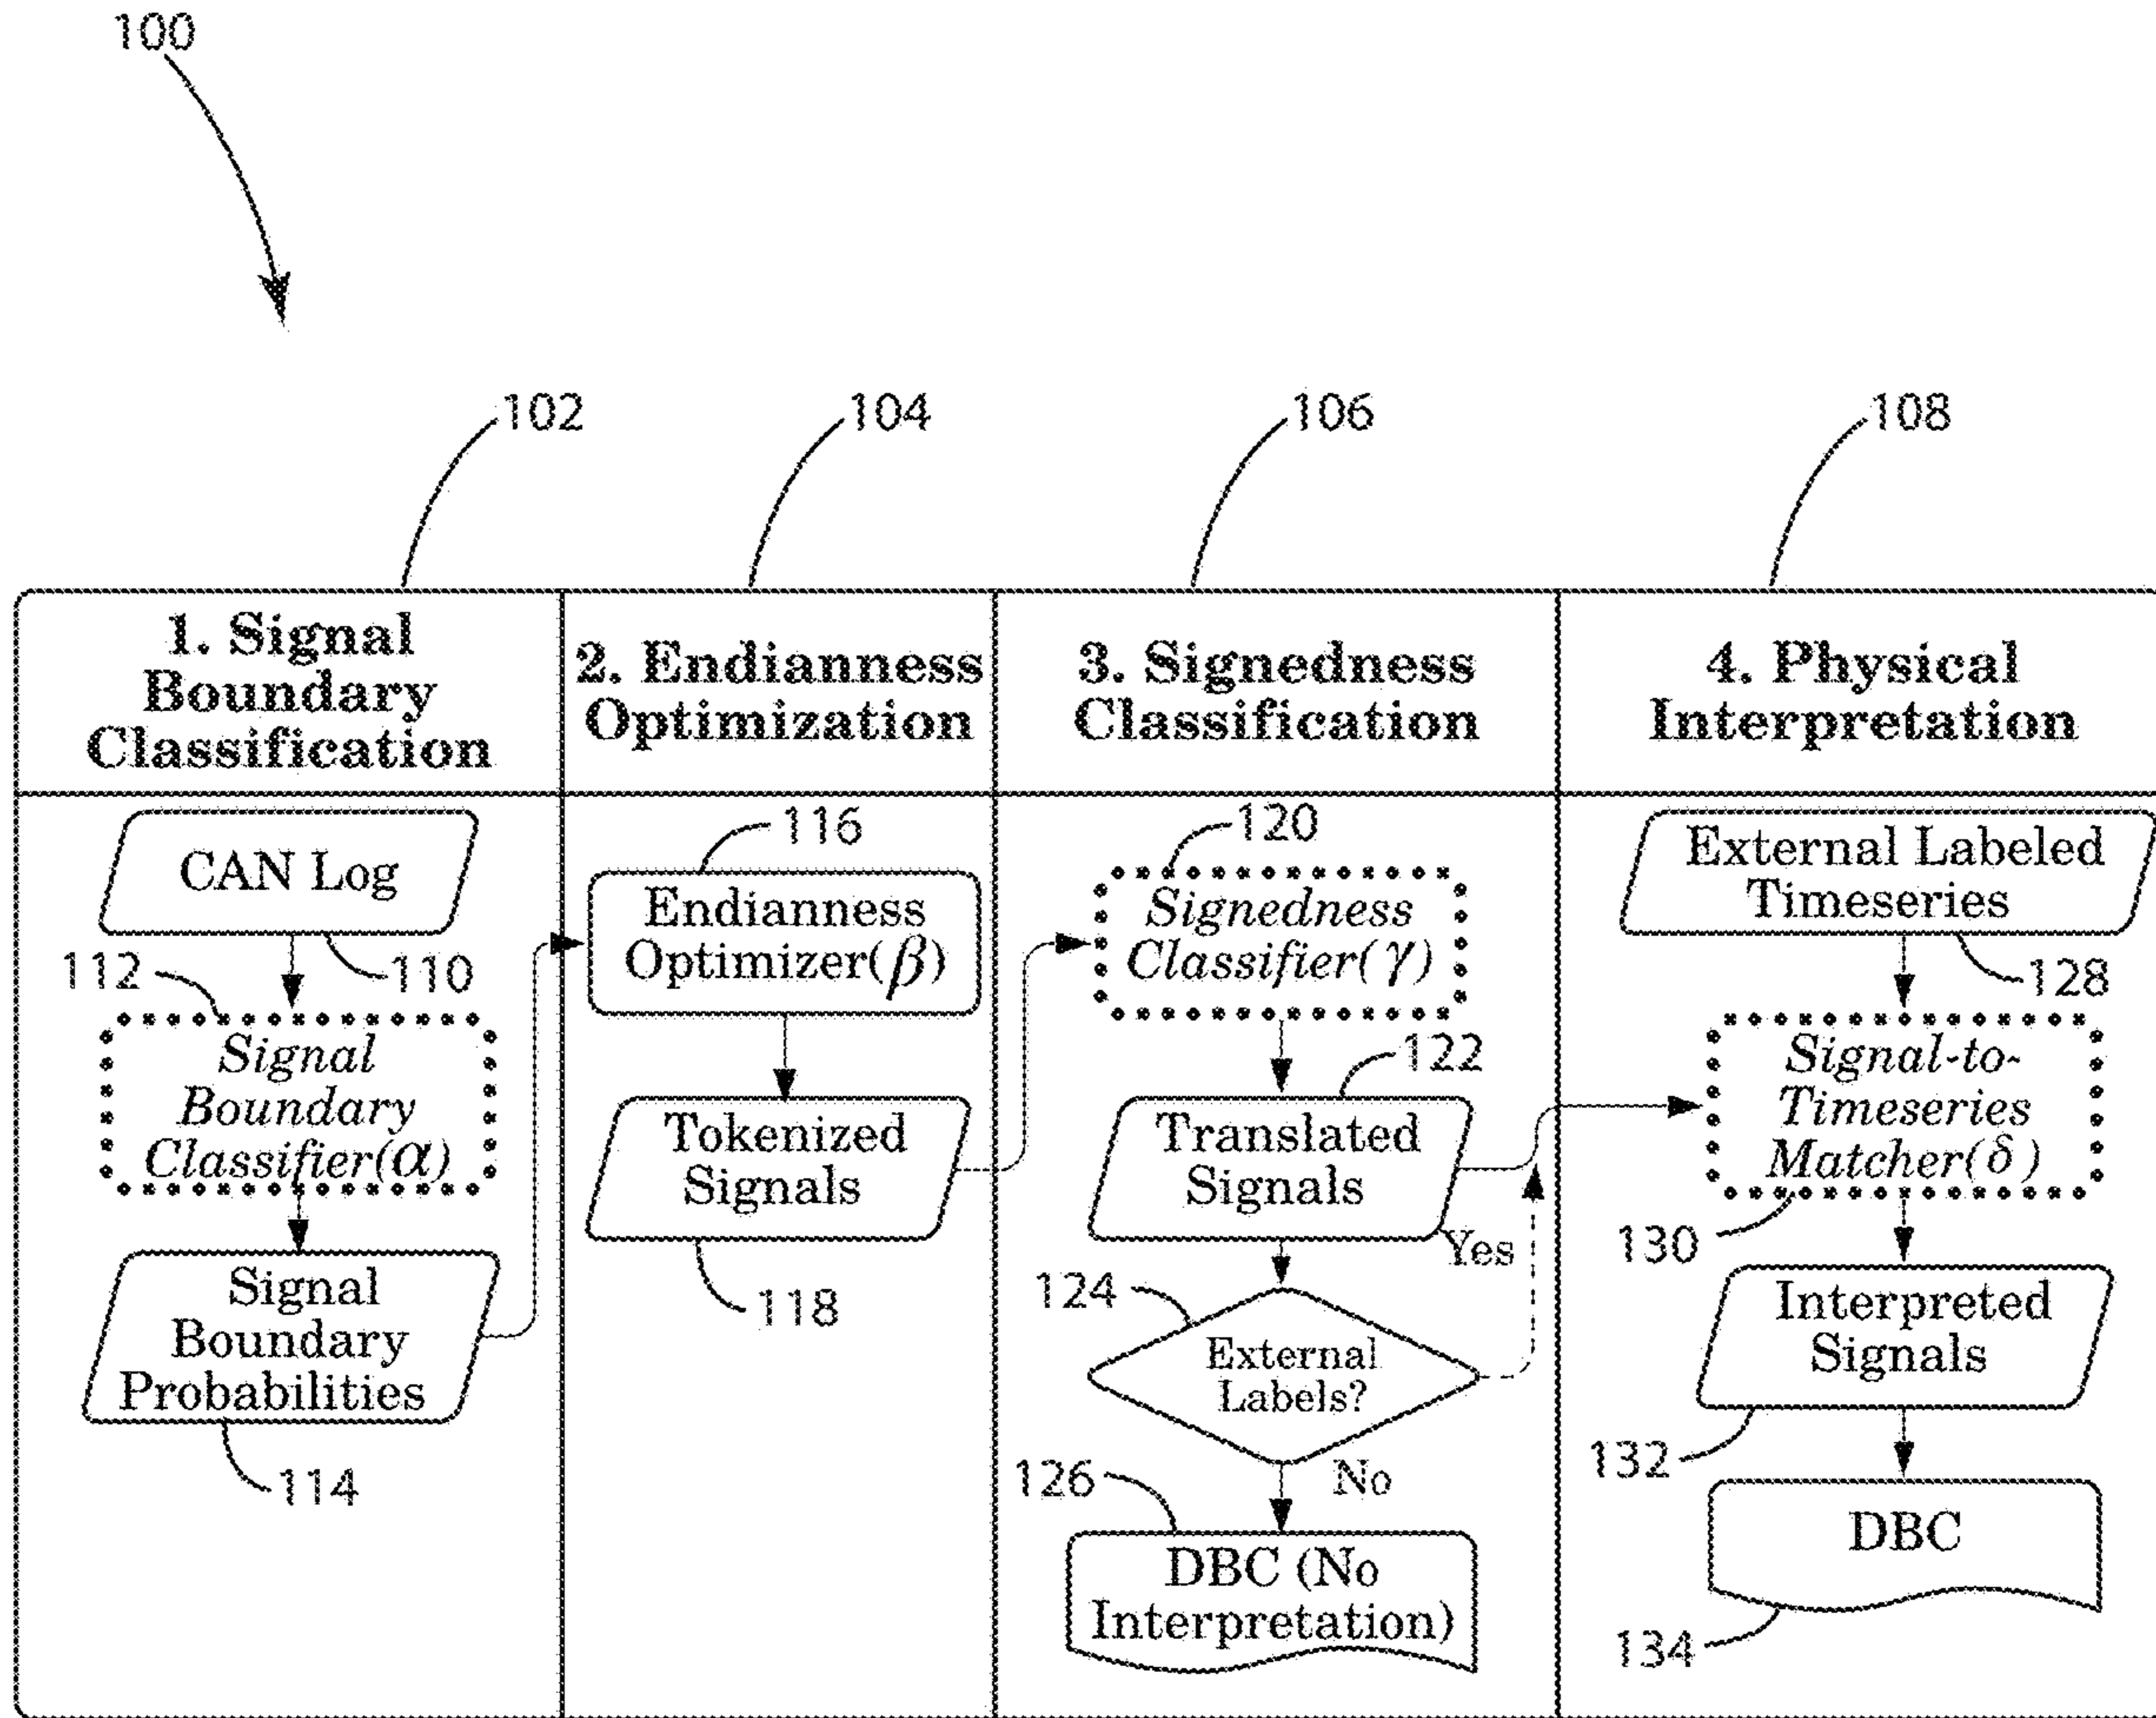 100
102
104
106
108
1. Signal
Boundary
Classification
2. Endianness
Optimization
3. Signedness
Classification
4. Physical
Interpretation
CAN Log
110
112
Signal
Boundary
Classifier(α)
Signal
Boundary
Probabilities
114
116
Endianness
Optimizer(β)
Tokenized
Signals
118
120
Signedness
Classifier(γ)
122
Translated
Signals
Yes
124
External
Labels?
No
126
DBC (No
Interpretation)
External Labeled
Timeseries
128
Signal-to-
Timeseries
Matcher(δ)
130
Interpreted
Signals
132
DBC
134